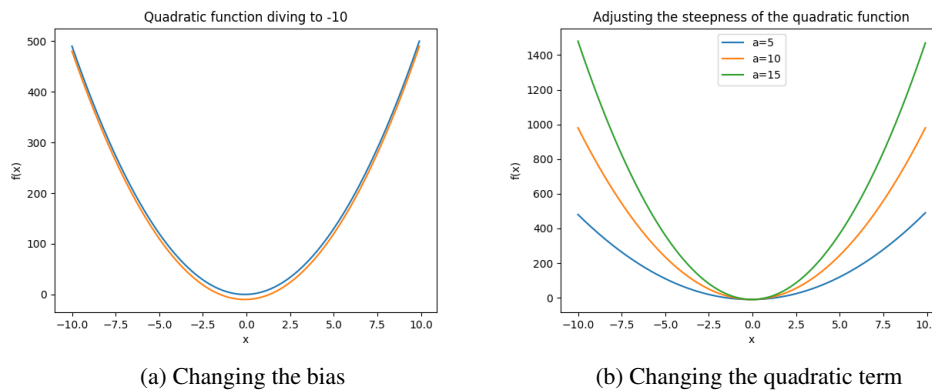 Quadratic function diving to -10
500
400
300
200
100
0
f(x)
−10.0 −7.5 −5.0 −2.5 0.0 2.5 5.0 7.5 10.0
x
(a) Changing the bias
Adjusting the steepness of the quadratic function
a=5
a=10
a=15
1400
1200
1000
800
600
400
200
0
f(x)
−10.0 −7.5 −5.0 −2.5 0.0 2.5 5.0 7.5 10.
x
(b) Changing the quadratic term